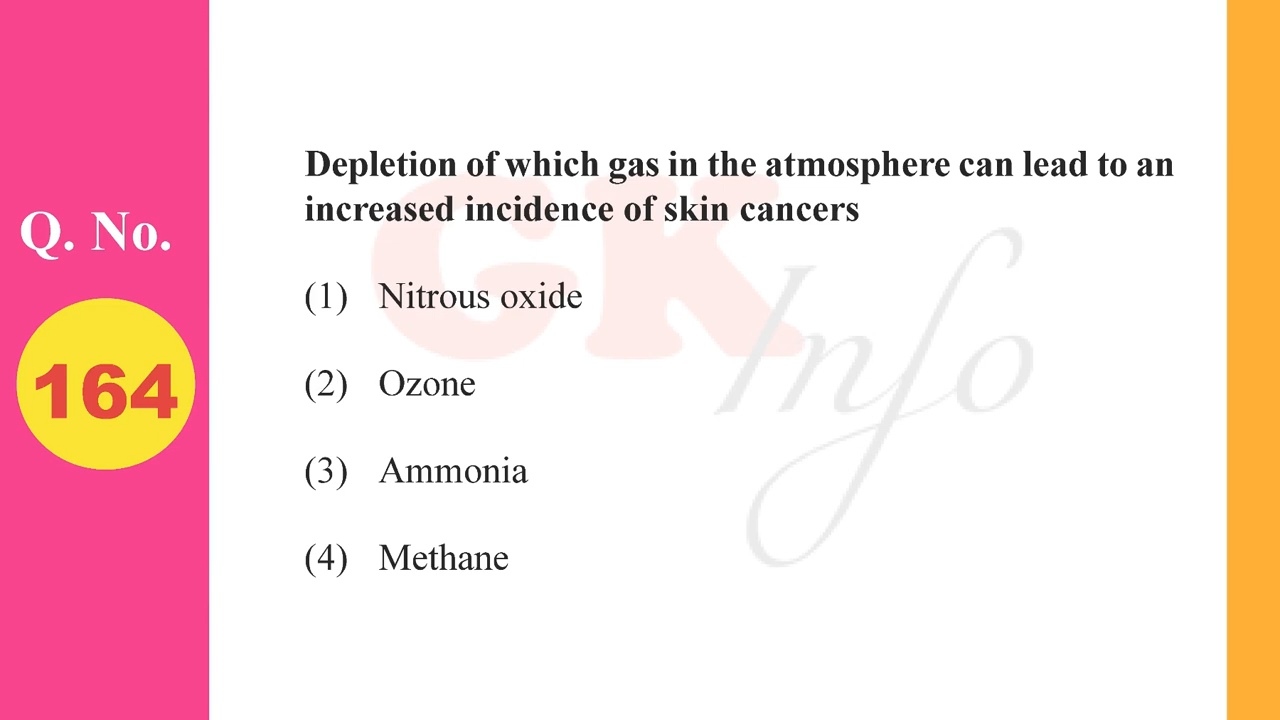 Q. No.
164
Depletion of which gas in the atmosphere can lead to an
increased incidence of skin cancers
(1) Nitrous oxide
(2) Ozone
(3) Ammonia
(4) Methane
GK
Info